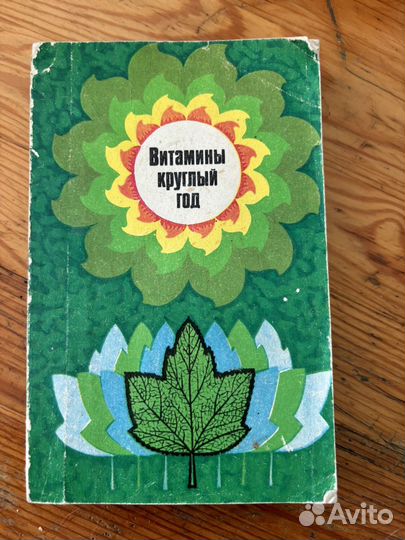 Витамины
круглый
год
Avito